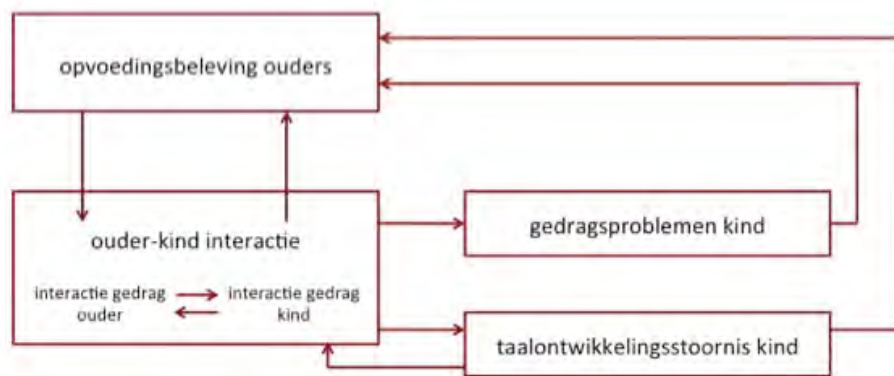 opvoedingsbeleving ouders
ouder-kind interactie
interactie gedrag
ouder
interactie gedrag
kind
gedragsproblemen kind
taalontwikkelingsstoornis kind